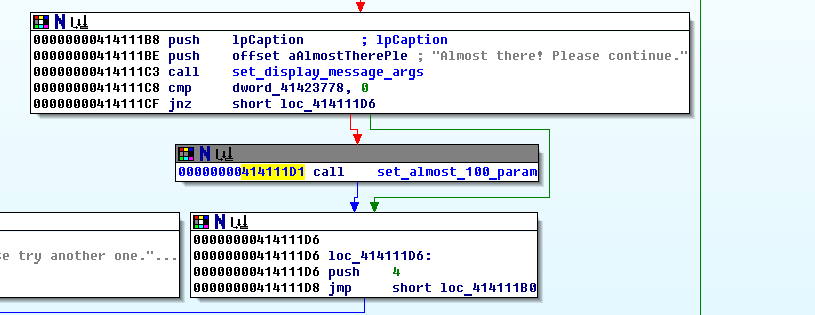 00000000414111B8 push    lpCaption       ; lpCaption
00000000414111BE push    offset aAlmostTherePle ; "Almost there! Please continue."
00000000414111C3 call    set_display_message_args
00000000414111C8 cmp     dword_41423778, 0
00000000414111CF jnz     short loc_414111D6
00000000414111D1 call    set_almost_100_param
00000000414111D6
00000000414111D6 loc_414111D6:
00000000414111D6 push    4
00000000414111D8 jmp     short loc_414111B0
se try another one."...